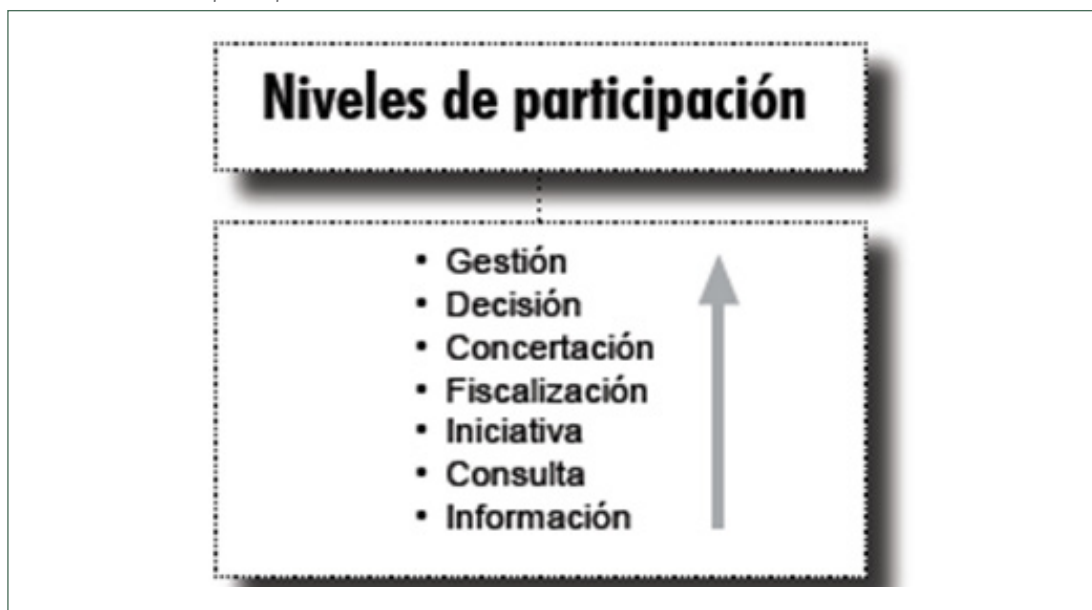 Niveles de participación
• Gestión
• Decisión
• Concertación
• Fiscalización
• Iniciativa
• Consulta
• Información